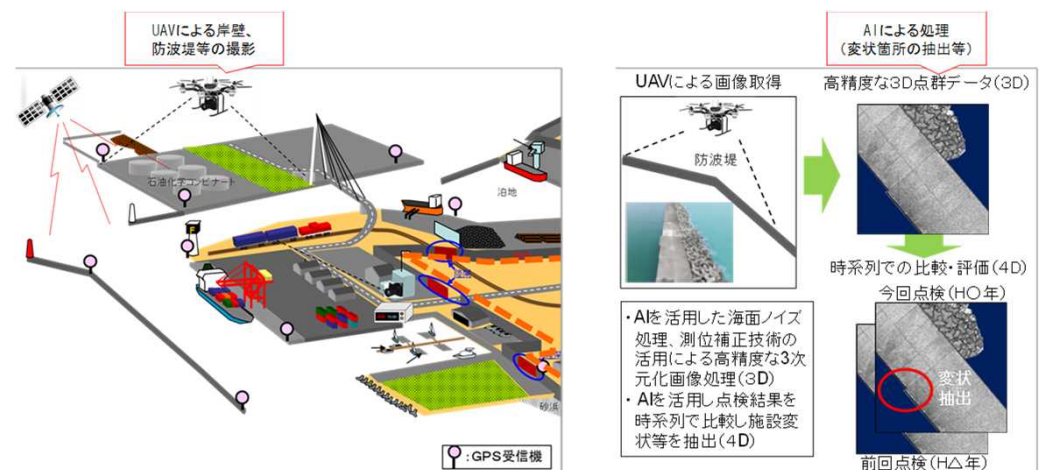 UAVによる岸壁、
防波堤等の撮影
石油化学コンビナート
泊地
F
砂浜
:GPS受信機
AIによる処理
(変状箇所の抽出等)
UAVによる画像取得
防波堤
高精度な3D点群データ(3D)
時系列での比較・評価(4D)
今回点検(H〇年)
変状
抽出
前回点検(H△年)
・AIを活用した海面ノイズ
処理、測位補正技術の
活用による高精度な3次
元化画像処理(3D)
・AIを活用し点検結果を
時系列で比較し施設変
状等を抽出(4D)